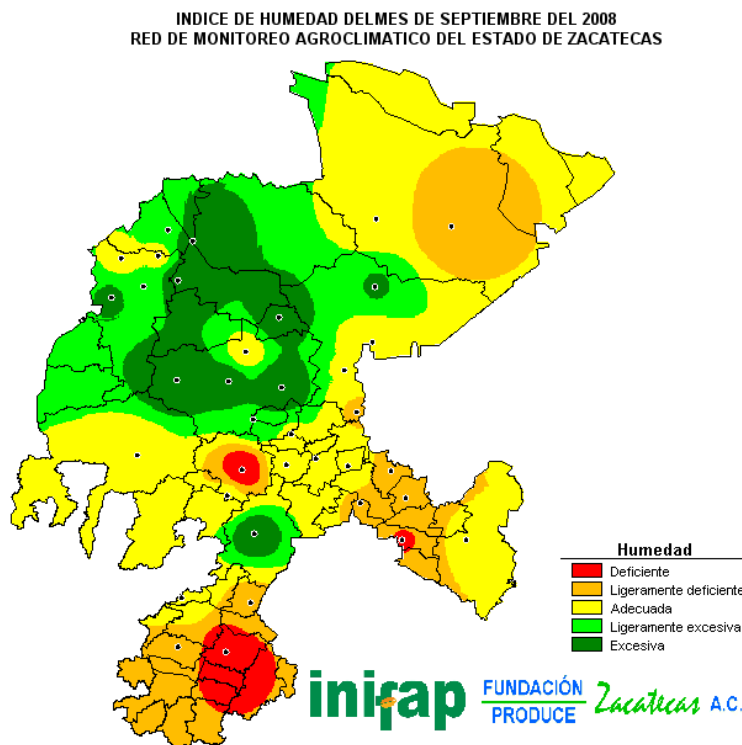 INDICE DE HUMEDAD DELMES DE SEPTIEMBRE DEL 2008
RED DE MONITOREO AGROCLIMATICO DEL ESTADO DE ZACATECAS
Humedad
Deficiente
Ligeramente deficiente
Adecuada
Ligeramente excesiva
Excesiva
inifap
FUNDACIÓN
PRODUCE
Zacatecas A.C.